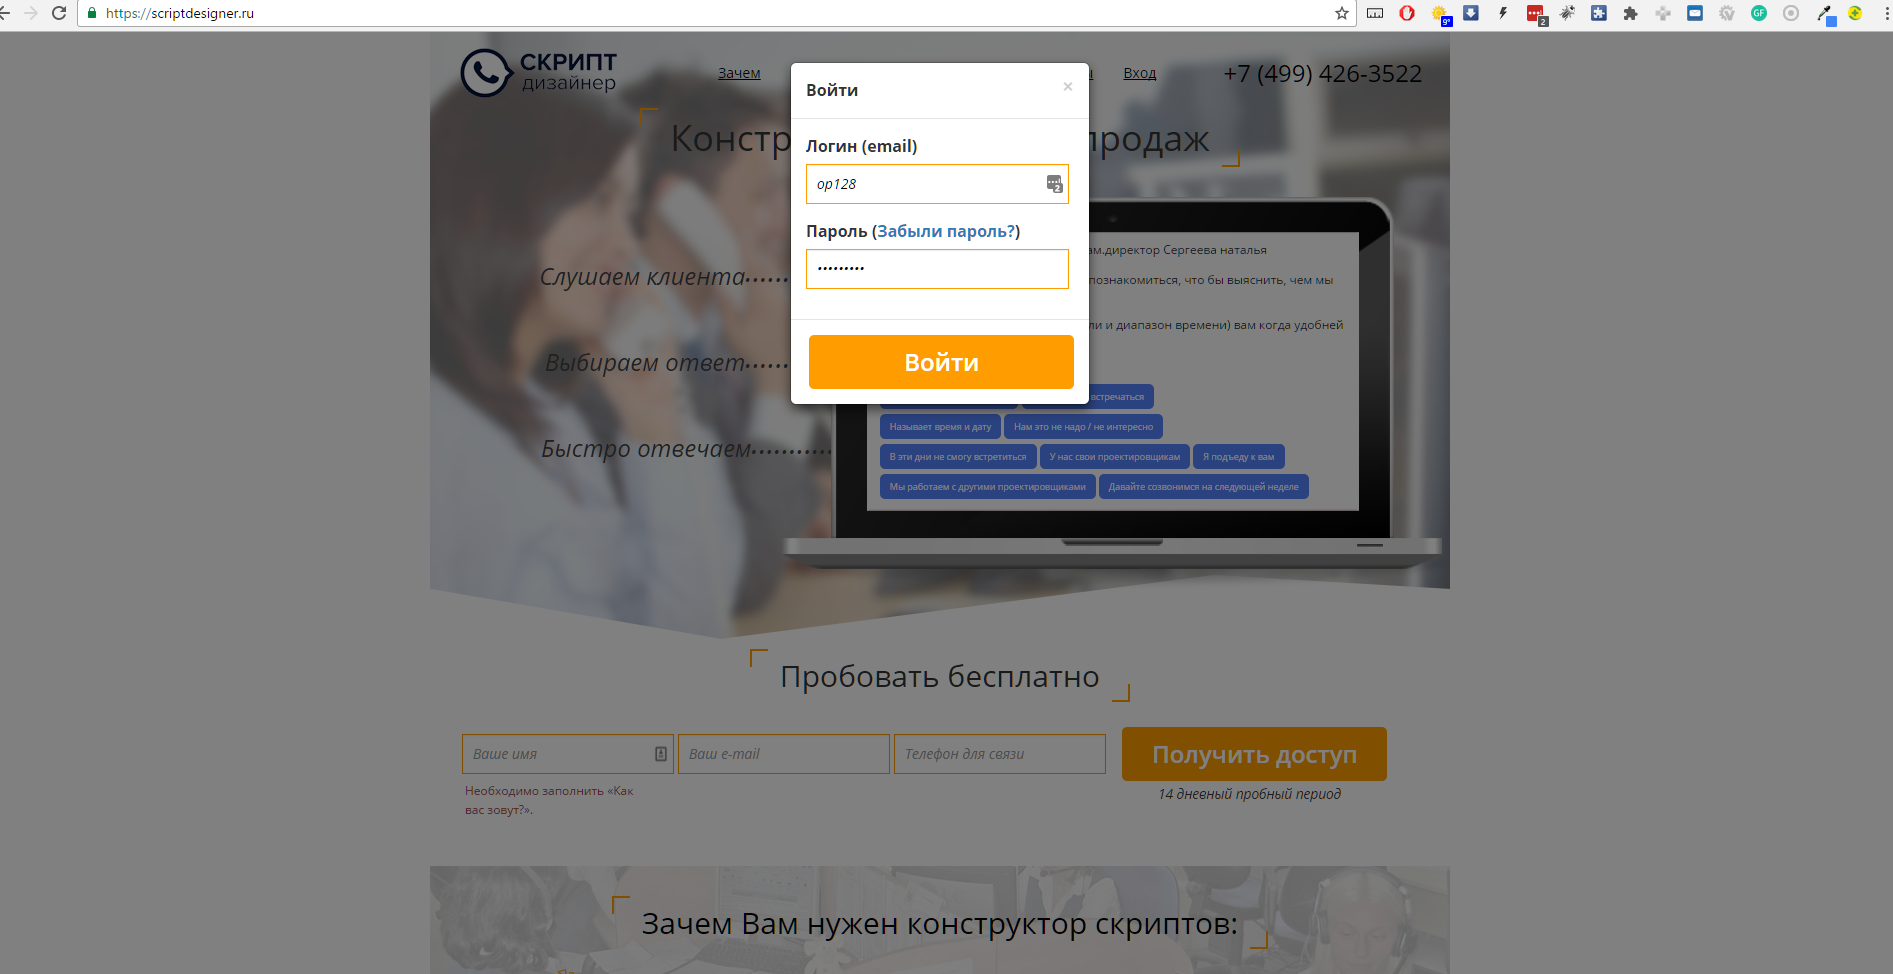 https://scriptdesigner.ru
9°
2
GF
СКРИПТ
дизайнер
Зачем
Вход
+7 (499) 426-3522
Войти
×
Логин (email)
op128
2
Пароль (Забыли пароль?)
•••••••••
Войти
Констр
продаж
Слушаем клиента
Выбираем ответ
Быстро отвечаем
директор Сергеева наталья
познакомиться, что бы выяснить, чем мы
и диапазон времени) вам когда удобней
встречаться
Называет время и дату
Нам это не надо / не интересно
В эти дни не смогу встретиться
У нас свои проектировщикам
Я подъеду к вам
Мы работаем с другими проектировщиками
Давайте созвонимся на следующей неделе
Пробовать бесплатно
Ваше имя
Ваш e-mail
Телефон для связи
Получить доступ
Необходимо заполнить «Как
вас зовут?».
14 дневный пробный период
Зачем Вам нужен конструктор скриптов: